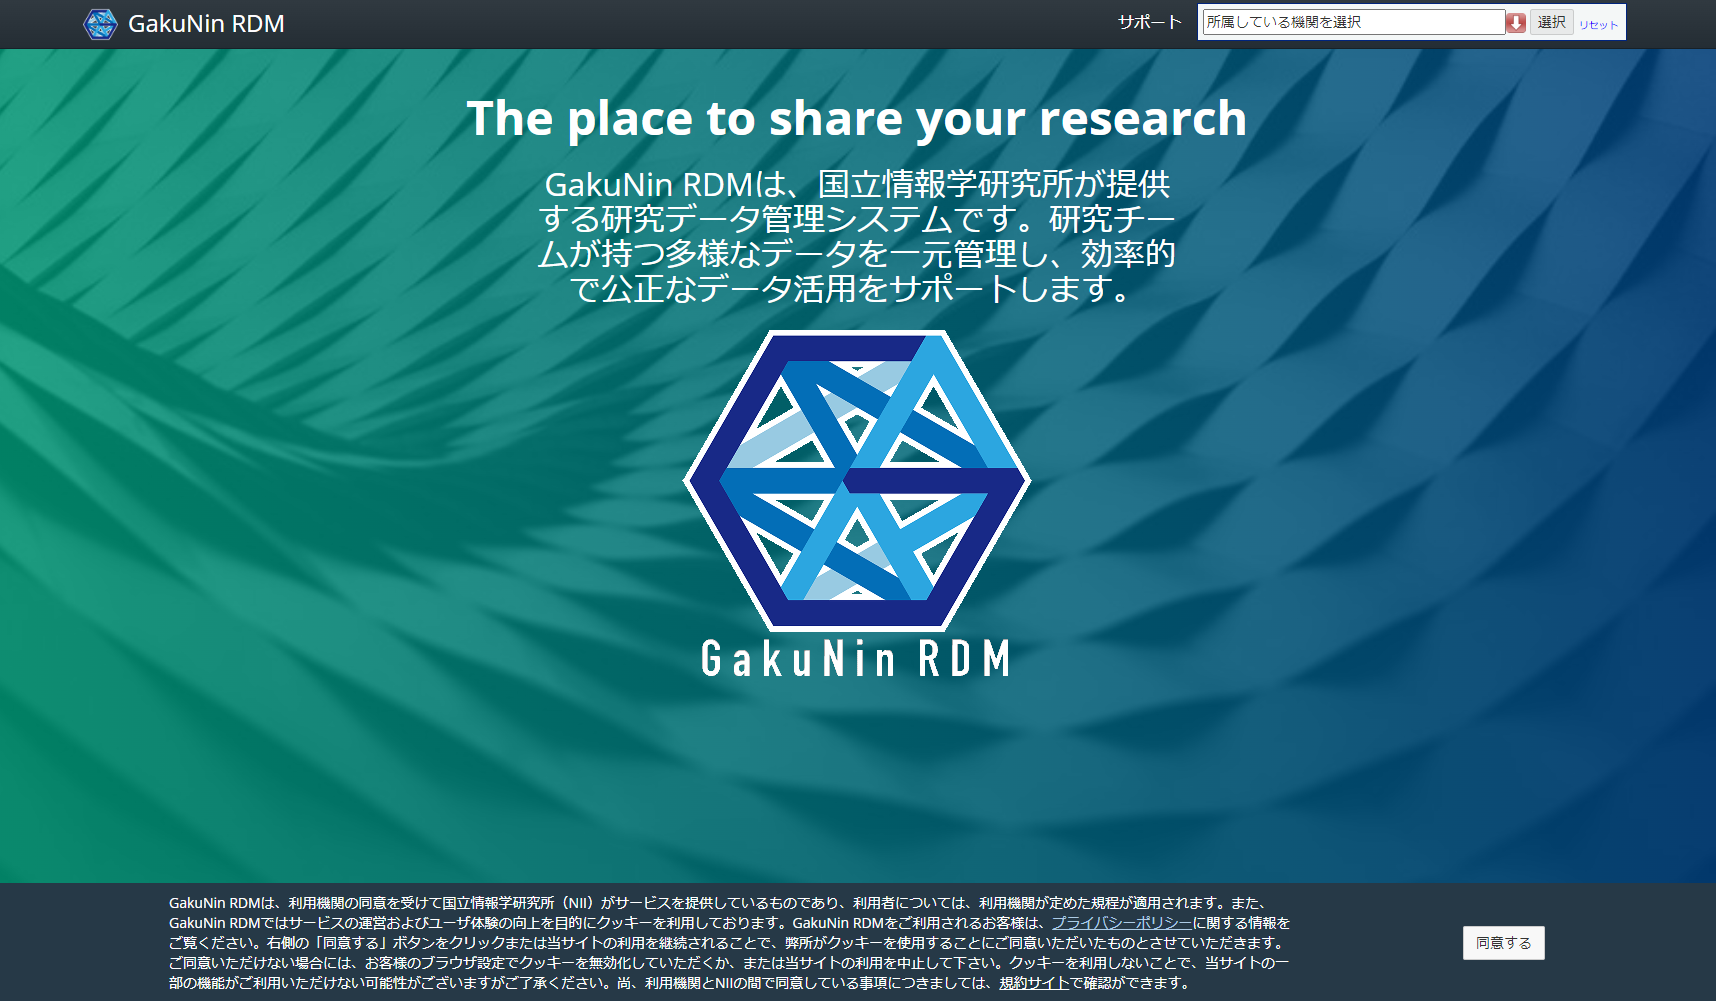 GakuNin RDM
サポート
所属している機関を選択
選択
リセット
The place to share your research
GakuNin RDMは、国立情報学研究所が提供
する研究データ管理システムです。研究チー
ムが持つ多様なデータを一元管理し、効率的
で公正なデータ活用をサポートします。
GakuNin RDM
GakuNin RDMは、利用機関の同意を受けて国立情報学研究所（NII）がサービスを提供しているものであり、利用者については、利用機関が定めた規程が適用されます。また、
GakuNin RDMではサービスの運営およびユーザ体験の向上を目的にクッキーを利用しております。GakuNin RDMをご利用されるお客様は、プライバシーポリシーに関する情報を
ご覧ください。右側の「同意する」ボタンをクリックまたは当サイトの利用を継続されることで、弊所がクッキーを使用することにご同意いただいたものとさせていただきます。
ご同意いただけない場合には、お客様のブラウザ設定でクッキーを無効化していただくか、または当サイトの利用を中止して下さい。クッキーを利用しないことで、当サイトの一
部の機能がご利用いただけない可能性がございますがご了承ください。尚、利用機関とNIIの間で同意している事項につきましては、規約サイトで確認ができます。
同意する